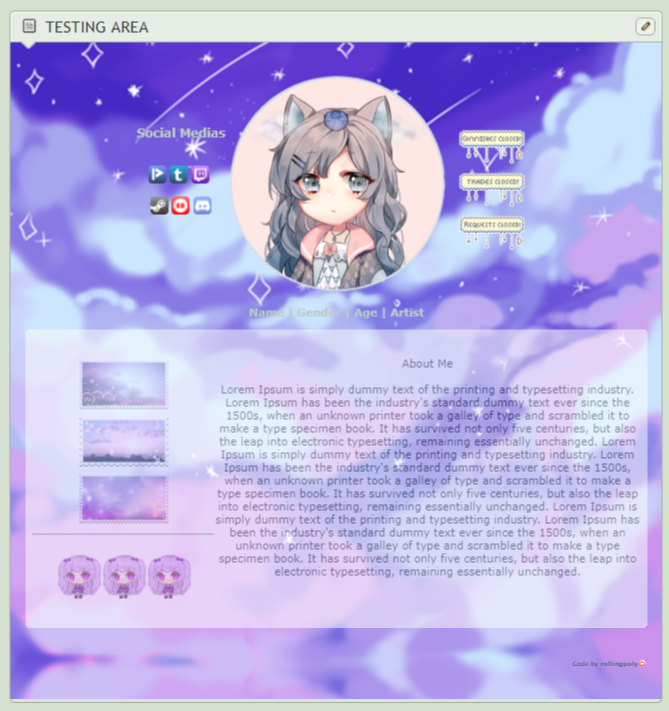 TESTING AREA
Social Medias
COMMISHES CLOSED!
TRADES CLOSED!
REQUESTS CLOSED!
Name | Gender | Age | Artist
About Me
Lorem Ipsum is simply dummy text of the printing and typesetting industry.
Lorem Ipsum has been the industry's standard dummy text ever since the
1500s, when an unknown printer took a galley of type and scrambled it to
make a type specimen book. It has survived not only five centuries, but also
the leap into electronic typesetting, remaining essentially unchanged. Lorem
Ipsum is simply dummy text of the printing and typesetting industry. Lorem
Ipsum has been the industry's standard dummy text ever since the 1500s,
when an unknown printer took a galley of type and scrambled it to make a
type specimen book. It has survived not only five centuries, but also the leap
into electronic typesetting, remaining essentially unchanged. Lorem Ipsum is
simply dummy text of the printing and typesetting industry. Lorem Ipsum has
been the industry's standard dummy text ever since the 1500s, when an
unknown printer took a galley of type and scrambled it to make a type
specimen book. It has survived not only five centuries, but also the leap into
electronic typesetting, remaining essentially unchanged.
Code by rollingpoly